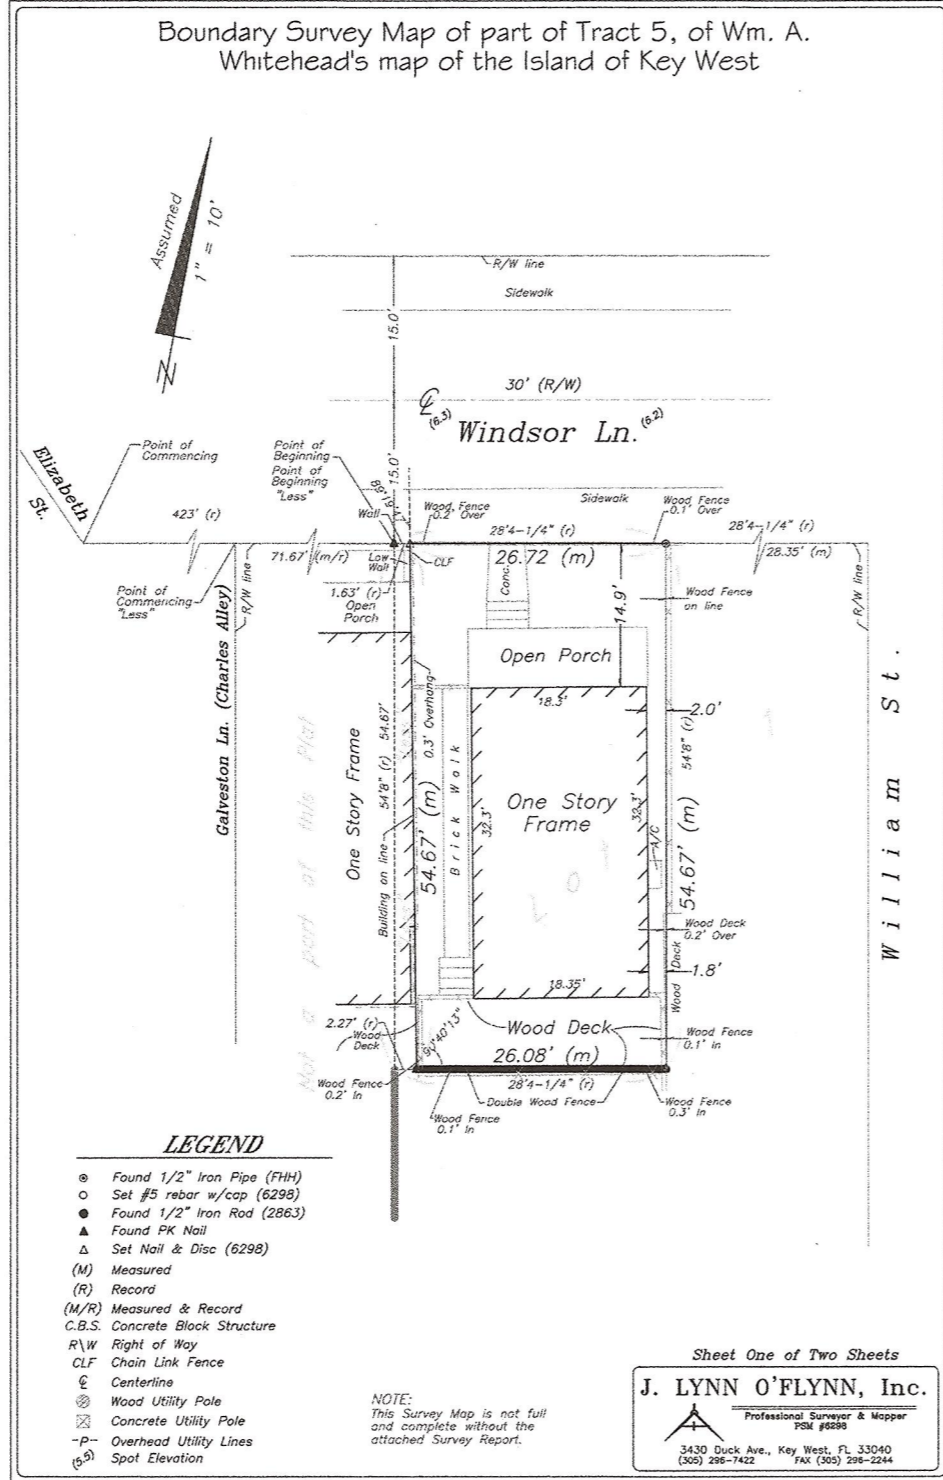 Boundary Survey Map of part of Tract 5, of Wm. A.
Whitehead's map of the Island of Key West
Assumed
1" = 10'
N
R/W line
Sidewalk
15.0'
30' (R/W)
(6.3)
Windsor Ln.
(6.2)
15.0'
Elizabeth
St.
Point of
Commencing
Point of
Beginning
Point of
Beginning
"Less"
Wall
Wood Fence
0.2' Over
Sidewalk
Wood Fence
0.1' Over
423' (r)
28'4-1/4" (r)
28'4-1/4" (r)
71.67' (m/r)
Low
Wall
CLF
26.72 (m)
28.35' (m)
Point of
Commencing
"Less"
R/W line
1.63' (r)
Open
Porch
Conc.
14.9'
Wood Fence
on line
R/W line
Open Porch
18.3'
2.0'
Galveston Ln. (Charles Alley)
Not a part of this Plat
One Story Frame
54'8" (r)
54.67'
Building on line
0.3' Overhang
54.67' (m)
Brick Walk
32.3'
One Story
Frame
32.3'
A/C
54'8" (r)
54.67' (m)
William St.
Wood Deck
0.2' Over
Wood Deck
1.8'
18.35'
2.27' (r)
Wood
Deck
90°40'13"
Wood Deck
26.08' (m)
Wood Fence
0.1' In
Wood Fence
0.2' In
28'4-1/4" (r)
Double Wood Fence
Wood Fence
0.1' In
Wood Fence
0.3' In
LEGEND
Found 1/2" Iron Pipe (FHH)
Set #5 rebar w/cap (6298)
Found 1/2" Iron Rod (2863)
Found PK Nail
Set Nail & Disc (6298)
(M) Measured
(R) Record
(M/R) Measured & Record
C.B.S. Concrete Block Structure
R\W Right of Way
CLF Chain Link Fence
℄ Centerline
Wood Utility Pole
Concrete Utility Pole
-P- Overhead Utility Lines
(5.5) Spot Elevation
NOTE:
This Survey Map is not full
and complete without the
attached Survey Report.
Sheet One of Two Sheets
J. LYNN O'FLYNN, Inc.
Professional Surveyor & Mapper
PSM #6298
3430 Duck Ave., Key West, FL 33040
(305) 296-7422 FAX (305) 296-2244